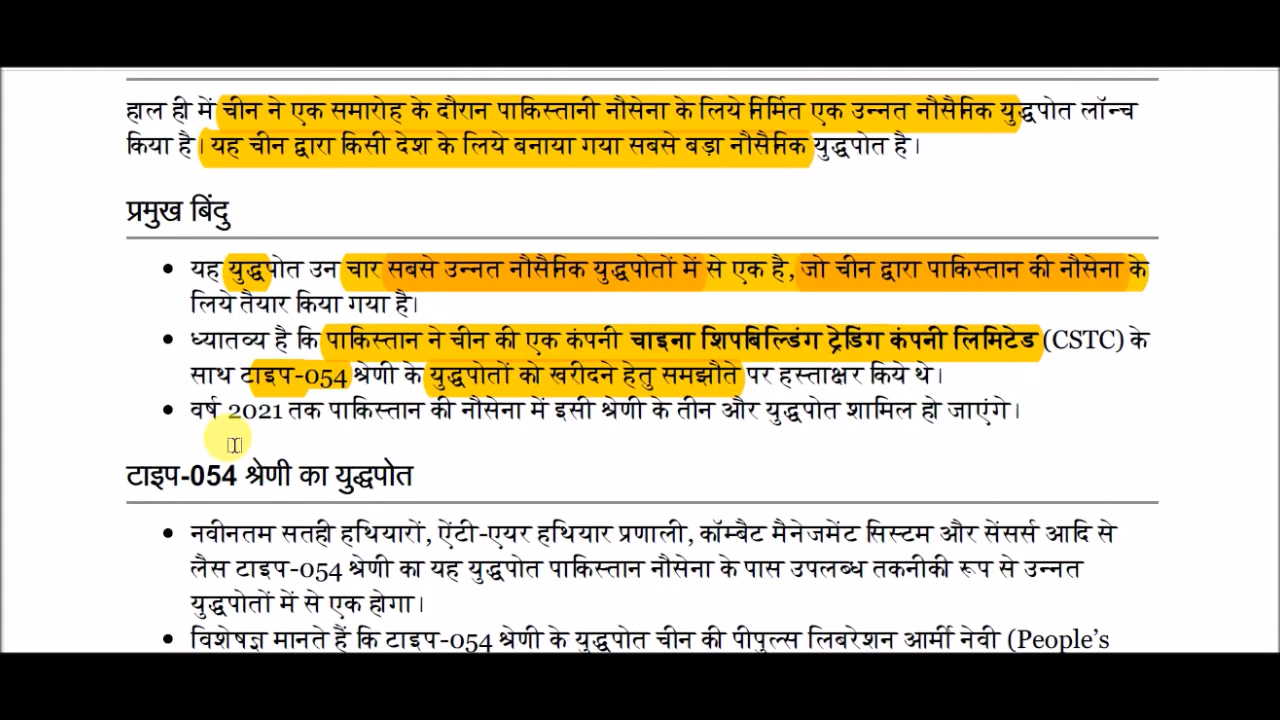 हाल ही में चीन ने एक समारोह के दौरान पाकिस्तानी नौसेना के लिये निर्मित एक उन्नत नौसैनिक युद्धपोत लॉन्च
किया है। यह चीन द्वारा किसी देश के लिये बनाया गया सबसे बड़ा नौसैनिक युद्धपोत है।
प्रमुख बिंदु
• यह युद्धपोत उन चार सबसे उन्नत नौसैनिक युद्धपोतों में से एक है, जो चीन द्वारा पाकिस्तान की नौसेना के
लिये तैयार किया गया है।
• ध्यातव्य है कि पाकिस्तान ने चीन की एक कंपनी चाइना शिपबिल्डिंग ट्रेडिंग कंपनी लिमिटेड (CSTC) के
साथ टाइप-054 श्रेणी के युद्धपोतों को खरीदने हेतु समझौते पर हस्ताक्षर किये थे।
• वर्ष 2021 तक पाकिस्तान की नौसेना में इसी श्रेणी के तीन और युद्धपोत शामिल हो जाएंगे।
टाइप-054 श्रेणी का युद्धपोत
• नवीनतम सतही हथियारों, ऐंटी-एयर हथियार प्रणाली, कॉम्बैट मैनेजमेंट सिस्टम और सेंसर्स आदि से
लैस टाइप-054 श्रेणी का यह युद्धपोत पाकिस्तान नौसेना के पास उपलब्ध तकनीकी रूप से उन्नत
युद्धपोतों में से एक होगा।
• विशेषज्ञ मानते हैं कि टाइप-054 श्रेणी के युद्धपोत चीन की पीपुल्स लिबरेशन आर्मी नेवी (People’s